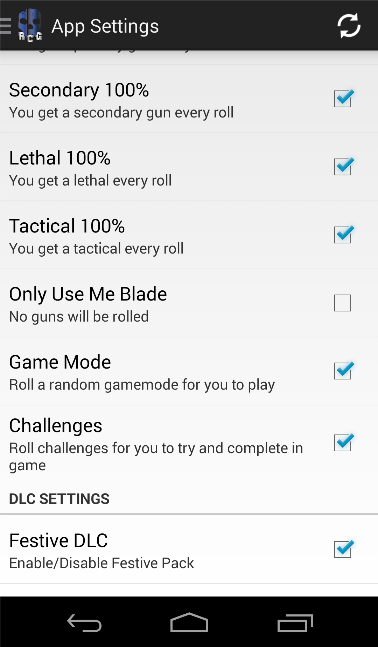 RCG
App Settings
Secondary 100%
You get a secondary gun every roll
Lethal 100%
You get a lethal every roll
Tactical 100%
You get a tactical every roll
Only Use Me Blade
No guns will be rolled
Game Mode
Roll a random gamemode for you to play
Challenges
Roll challenges for you to try and complete in
game
DLC SETTINGS
Festive DLC
Enable/Disable Festive Pack